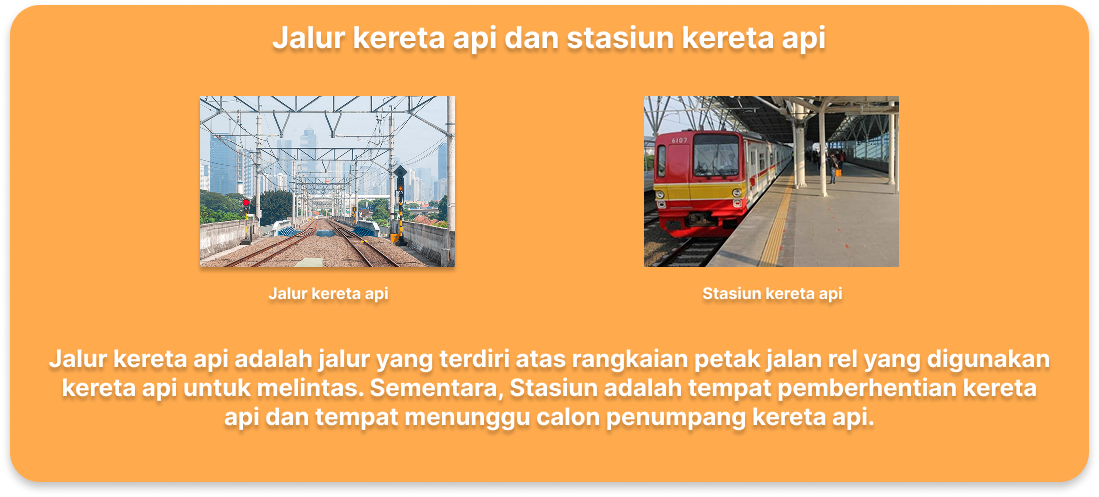 Jalur kereta api dan stasiun kereta api
6107
Jalur kereta api
Stasiun kereta api
Jalur kereta api adalah jalur yang terdiri atas rangkaian petak jalan rel yang digunakan
kereta api untuk melintas. Sementara, Stasiun adalah tempat pemberhentian kereta
api dan tempat menunggu calon penumpang kereta api.